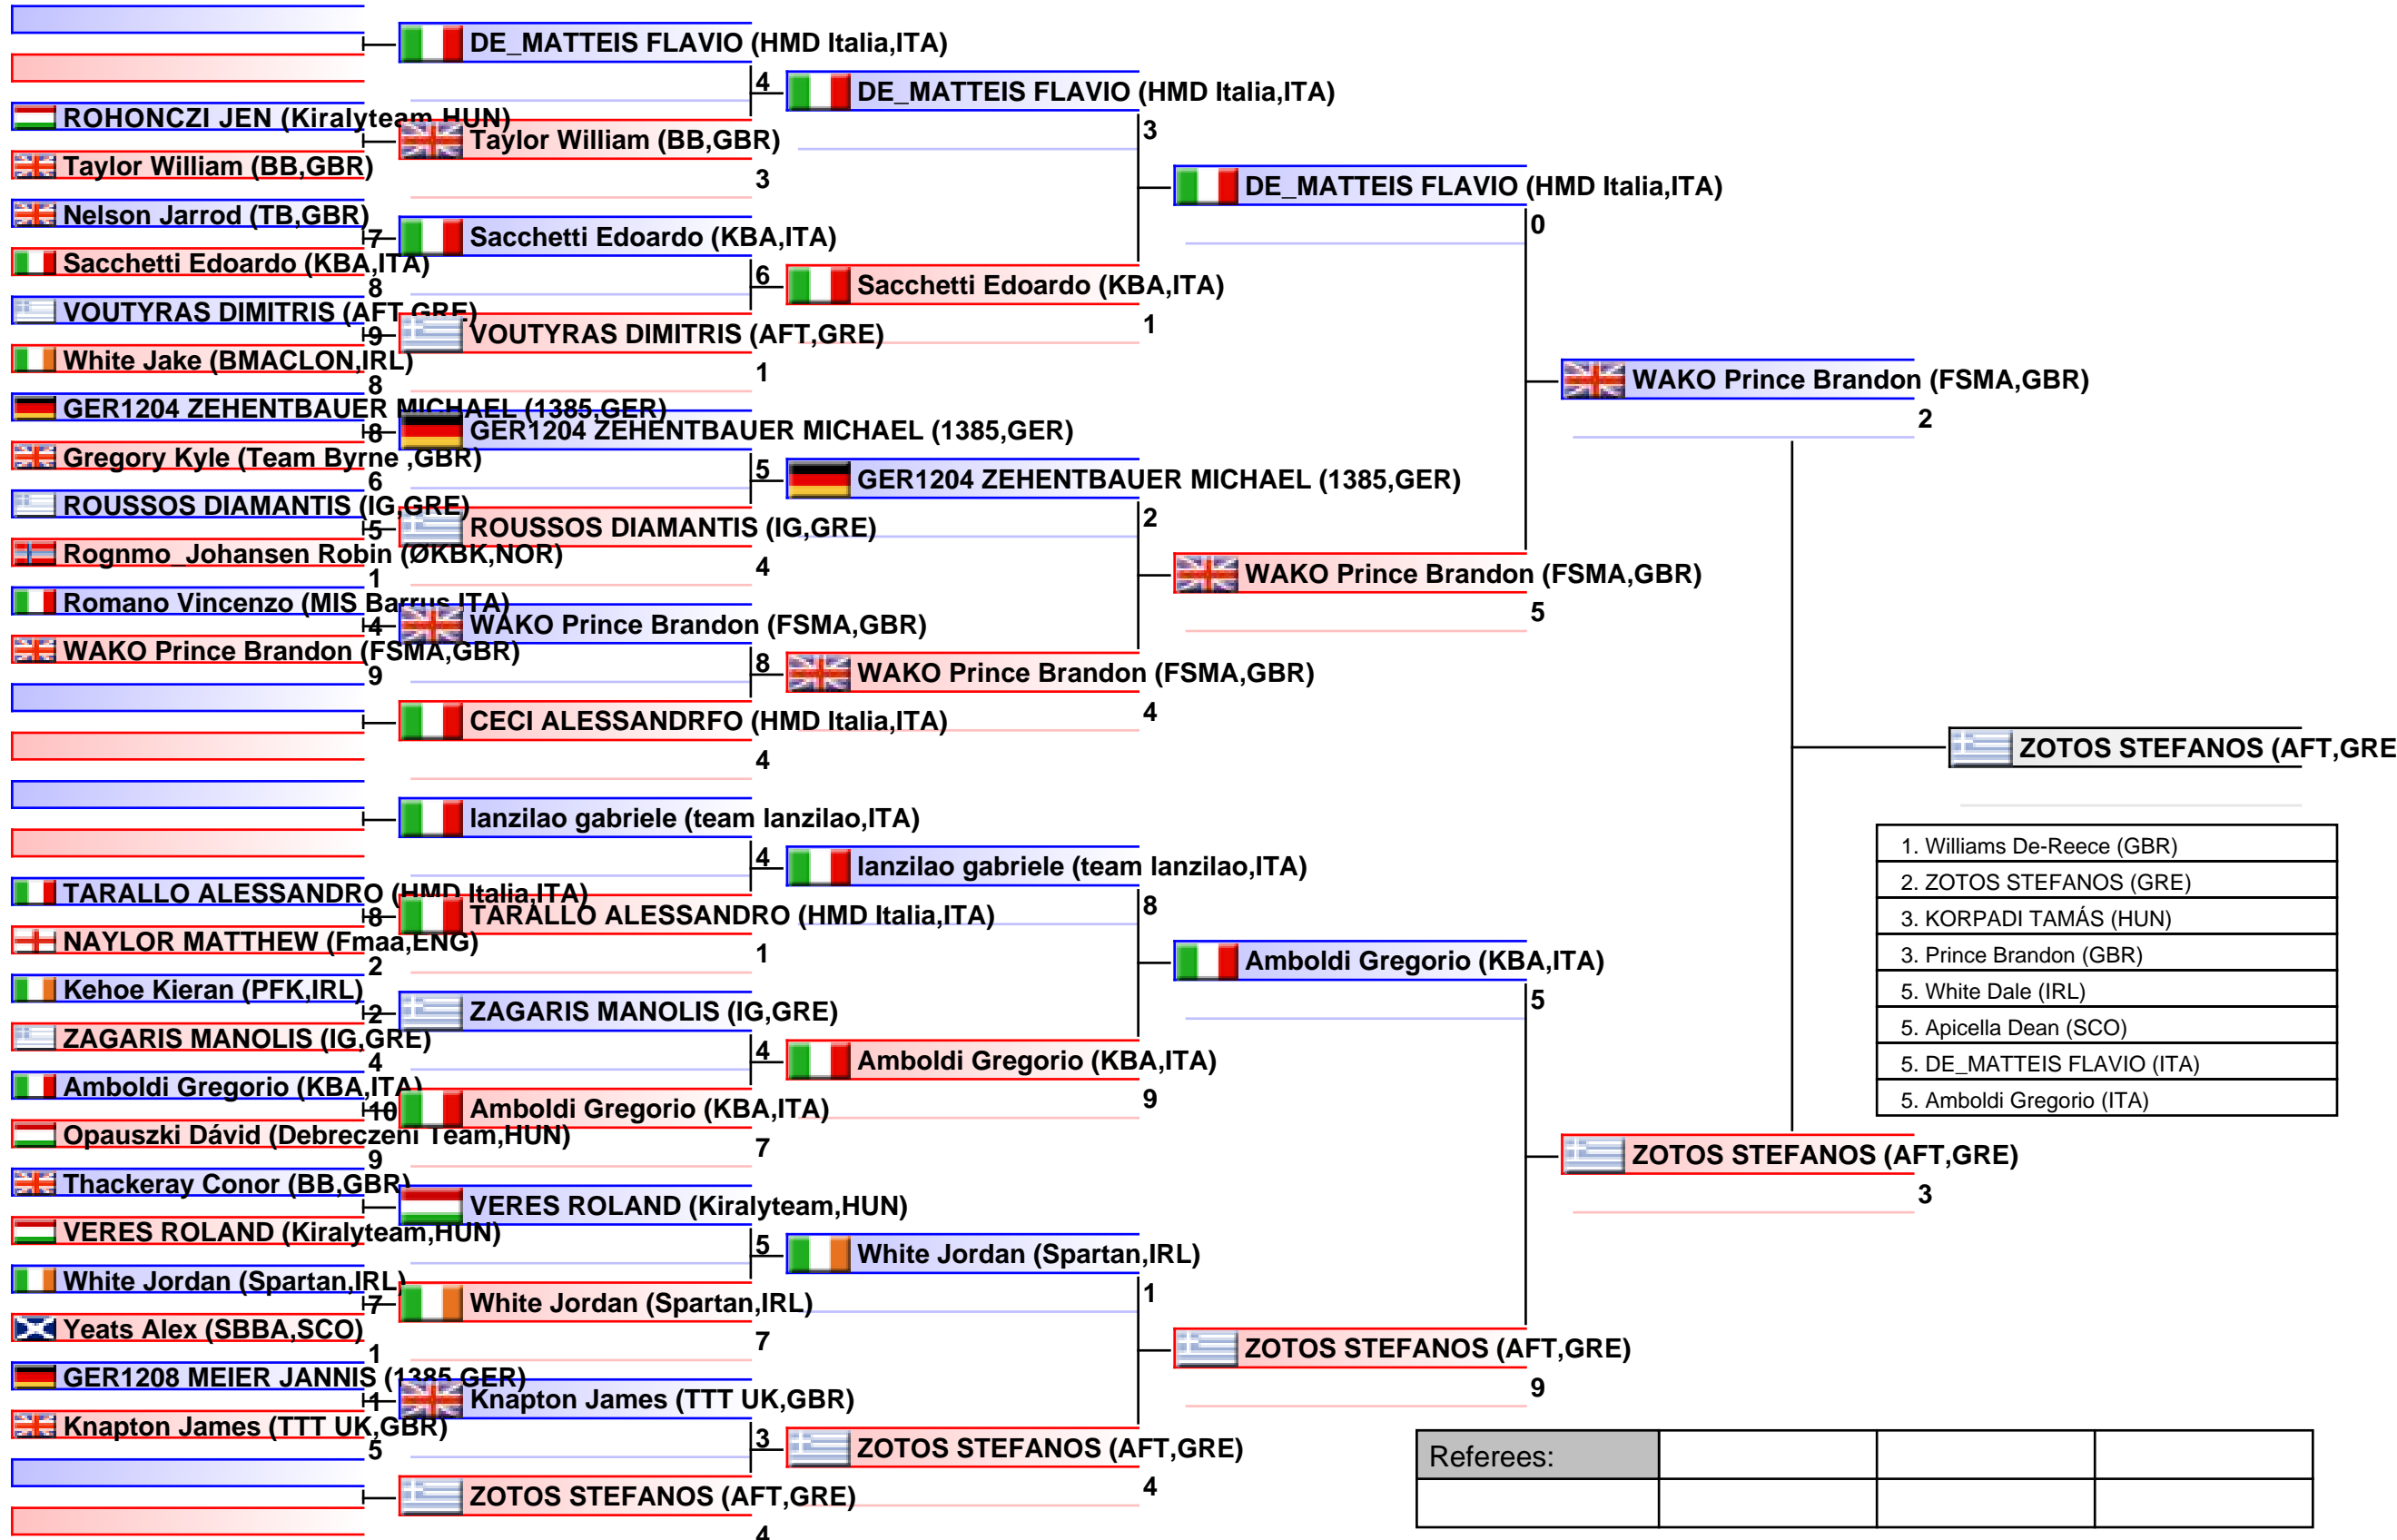 DE_MATTEIS FLAVIO (HMD Italia,ITA)
4
DE_MATTEIS FLAVIO (HMD Italia,ITA)
ROHONCZI JEN (Kiralyteam,HUN)
3
Taylor William (BB,GBR)
Taylor William (BB,GBR)
3
DE_MATTEIS FLAVIO (HMD Italia,ITA)
Nelson Jarrod (TB,GBR)
0
7
Sacchetti Edoardo (KBA,ITA)
Sacchetti Edoardo (KBA,ITA)
8
6
Sacchetti Edoardo (KBA,ITA)
VOUTYRAS DIMITRIS (AFT,GRE)
1
9
VOUTYRAS DIMITRIS (AFT,GRE)
White Jake (BMACLON,IRL)
1
8
WAKO Prince Brandon (FSMA,GBR)
GER1204 ZEHENTBAUER MICHAEL (1385,GER)
2
8
GER1204 ZEHENTBAUER MICHAEL (1385,GER)
Gregory Kyle (Team Byrne ,GBR)
6
5
GER1204 ZEHENTBAUER MICHAEL (1385,GER)
ROUSSOS DIAMANTIS (IG,GRE)
2
5
ROUSSOS DIAMANTIS (IG,GRE)
Rognmo_Johansen Robin (ØKBK,NOR)
4
1
WAKO Prince Brandon (FSMA,GBR)
Romano Vincenzo (MIS Barrus,ITA)
5
4
WAKO Prince Brandon (FSMA,GBR)
WAKO Prince Brandon (FSMA,GBR)
9
8
WAKO Prince Brandon (FSMA,GBR)
4
CECI ALESSANDRFO (HMD Italia,ITA)
4
ZOTOS STEFANOS (AFT,GRE
lanzilao gabriele (team lanzilao,ITA)
4
lanzilao gabriele (team lanzilao,ITA)
TARALLO ALESSANDRO (HMD Italia,ITA)
8
8
TARALLO ALESSANDRO (HMD Italia,ITA)
NAYLOR MATTHEW (Fmaa,ENG)
1
2
Amboldi Gregorio (KBA,ITA)
Kehoe Kieran (PFK,IRL)
5
2
ZAGARIS MANOLIS (IG,GRE)
ZAGARIS MANOLIS (IG,GRE)
4
4
Amboldi Gregorio (KBA,ITA)
Amboldi Gregorio (KBA,ITA)
9
10
Amboldi Gregorio (KBA,ITA)
Opauszki Dávid (Debreczeni Team,HUN)
7
9
ZOTOS STEFANOS (AFT,GRE)
3
Thackeray Conor (BB,GBR)
VERES ROLAND (Kiralyteam,HUN)
VERES ROLAND (Kiralyteam,HUN)
5
White Jordan (Spartan,IRL)
White Jordan (Spartan,IRL)
1
7
White Jordan (Spartan,IRL)
Yeats Alex (SBBA,SCO)
7
1
ZOTOS STEFANOS (AFT,GRE)
9
GER1208 MEIER JANNIS (1385,GER)
1
Knapton James (TTT UK,GBR)
Knapton James (TTT UK,GBR)
5
3
ZOTOS STEFANOS (AFT,GRE)
4
ZOTOS STEFANOS (AFT,GRE)
4
1. Williams De-Reece (GBR)
2. ZOTOS STEFANOS (GRE)
3. KORPADI TAMÁS (HUN)
3. Prince Brandon (GBR)
5. White Dale (IRL)
5. Apicella Dean (SCO)
5. DE_MATTEIS FLAVIO (ITA)
5. Amboldi Gregorio (ITA)
Referees: